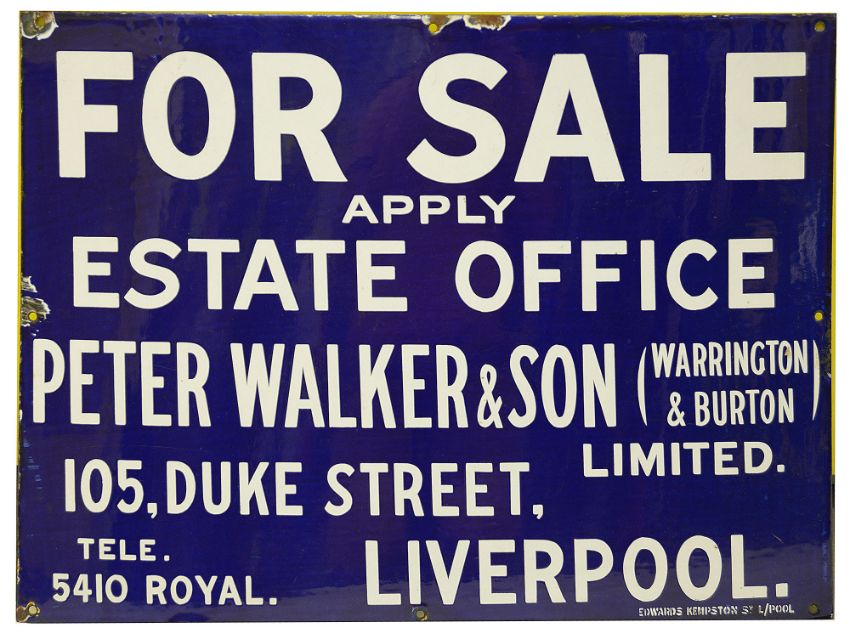 FOR SALE
APPLY
ESTATE OFFICE
PETER WALKER & SON (WARRINGTON & BURTON)
LIMITED.
105, DUKE STREET,
TELE.
5410 ROYAL.
LIVERPOOL.
EDWARDS KEMPSTON ST L/POOL